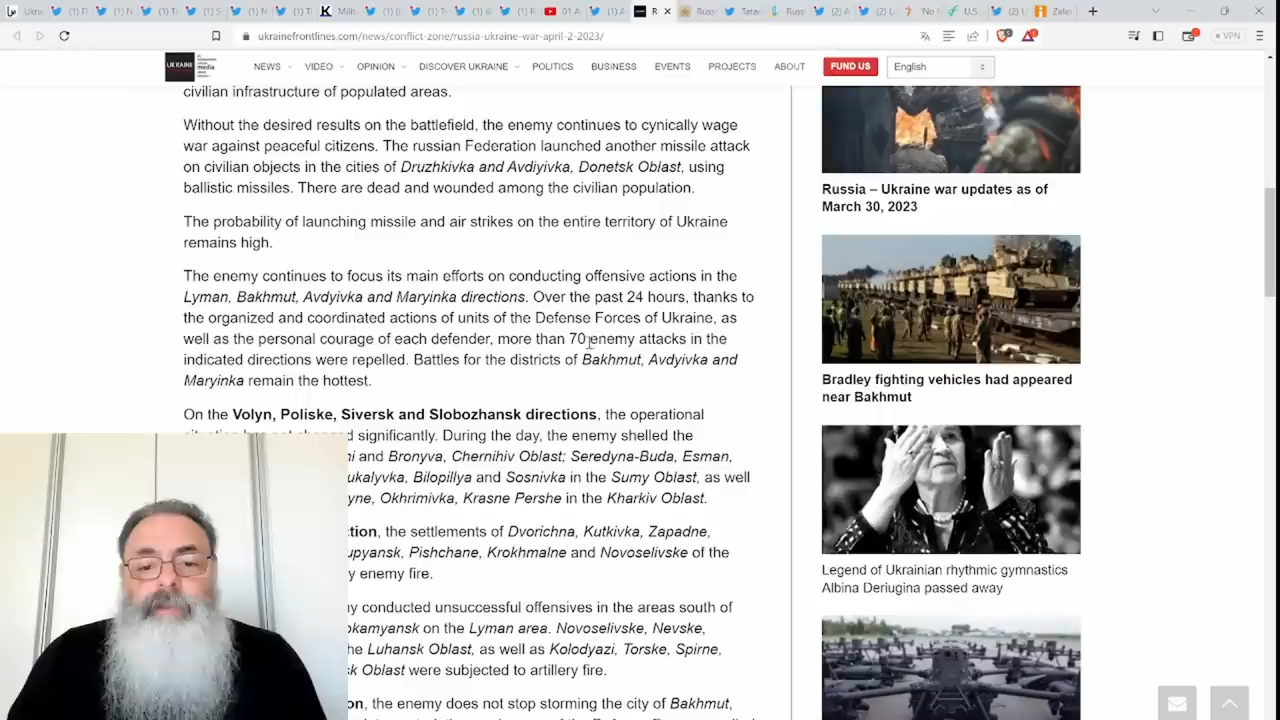 ukrainefrontlines.com/news/conflict-zone/russia-ukraine-war-april-2-2023/
VPN
UKRAINE
media
NEWS VIDEO OPINION DISCOVER UKRAINE POLITICS BUSINESS EVENTS PROJECTS ABOUT FUND US English
civilian infrastructure of populated areas.
Without the desired results on the battlefield, the enemy continues to cynically wage
war against peaceful citizens. The russian Federation launched another missile attack
on civilian objects in the cities of Druzhkivka and Avdiyivka, Donetsk Oblast, using
ballistic missiles. There are dead and wounded among the civilian population.
The probability of launching missile and air strikes on the entire territory of Ukraine
remains high.
The enemy continues to focus its main efforts on conducting offensive actions in the
Lyman, Bakhmut, Avdyivka and Maryinka directions. Over the past 24 hours, thanks to
the organized and coordinated actions of units of the Defense Forces of Ukraine, as
well as the personal courage of each defender, more than 70 enemy attacks in the
indicated directions were repelled. Battles for the districts of Bakhmut, Avdyivka and
Maryinka remain the hottest.
On the Volyn, Poliske, Siversk and Slobozhansk directions, the operational
significantly. During the day, the enemy shelled the
and Bronyva, Chernihiv Oblast; Seredyna-Buda, Esman,
ukalyvka, Bilopillya and Sosnivka in the Sumy Oblast, as well
yne, Okhrimivka, Krasne Pershe in the Kharkiv Oblast.
tion, the settlements of Dvorichna, Kutkivka, Zapadne,
upyansk, Pishchane, Krokhmalne and Novoselivske of the
y enemy fire.
y conducted unsuccessful offensives in the areas south of
okamyansk on the Lyman area. Novoselivske, Nevske,
he Luhansk Oblast, as well as Kolodyazi, Torske, Spirne,
sk Oblast were subjected to artillery fire.
on, the enemy does not stop storming the city of Bakhmut,
Russia – Ukraine war updates as of
March 30, 2023
Bradley fighting vehicles had appeared
near Bakhmut
Legend of Ukrainian rhythmic gymnastics
Albina Deriugina passed away